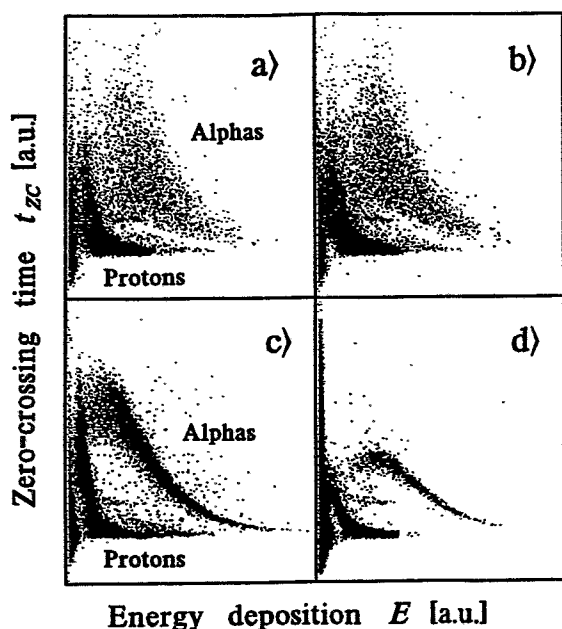 a)
b)
Alphas
Protons
c)
d)
Alphas
Protons
Zero-crossing time t_ZC [a.u.]
Energy deposition E [a.u.]